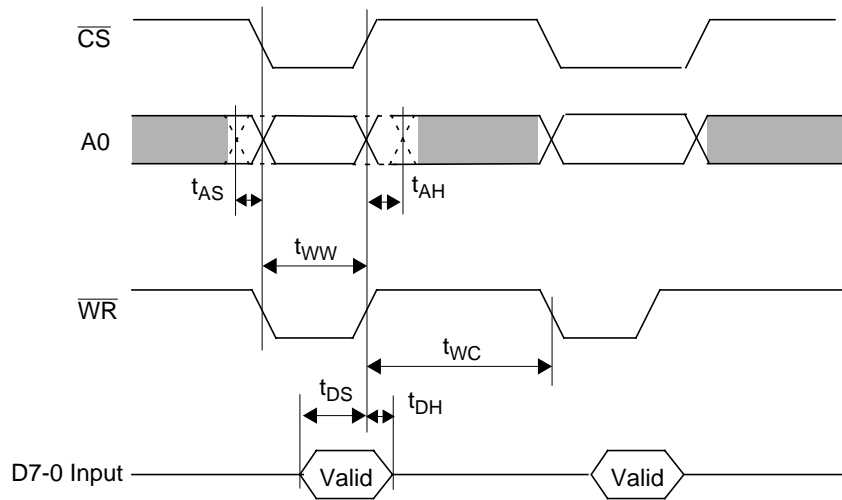 CS
A0
tAS
tAH
tWW
WR
tWC
tDS
tDH
D7-0 Input
Valid
Valid